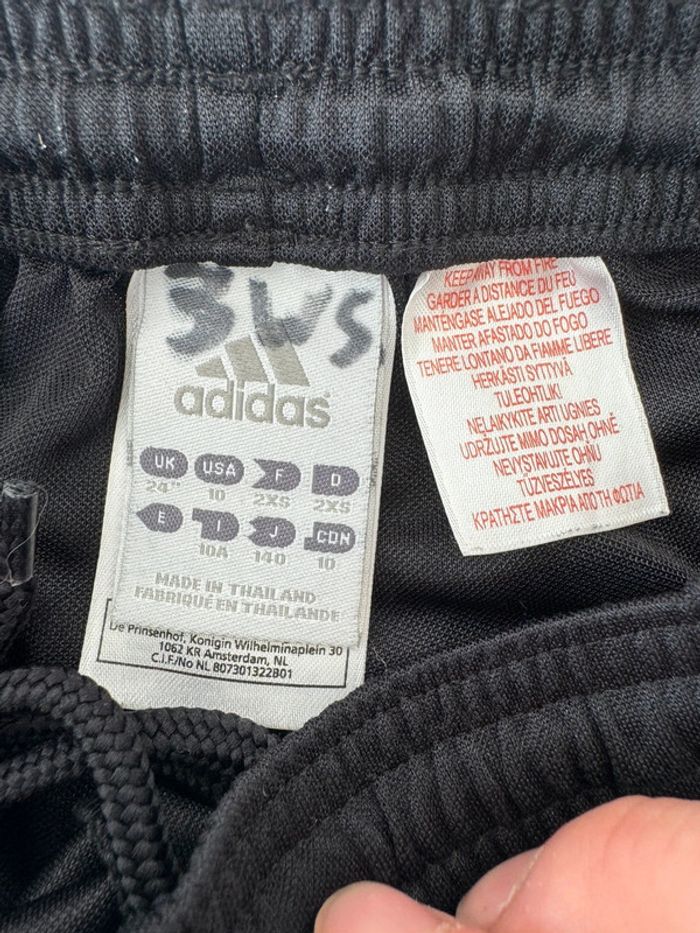 3WS
adidas
UK USA F D
24" 10 2XS 2XS
E I J CDN
10A 140 10
MADE IN THAILAND
FABRIQUÉ EN THAILANDE
De Prinsenhof, Konigin Wilhelminaplein 30
1062 KR Amsterdam, NL
C.I.F/No NL B07301322B01
KEEP AWAY FROM FIRE
GARDER A DISTANCE DU FEU
MANTÉNGASE ALEJADO DEL FUEGO
MANTER AFASTADO DO FOGO
TENERE LONTANO DA FIAMME LIBERE
HERKÄSTI SYTTYVÄ
TULEOHTLIK!
NELAIKYKITE ARTI UGNIES
UDRŽUJTE MIMO DOSAH OHNĚ
NEVYSTAVUJTE OHŇU
TŰZVESZÉLYES
ΚΡΑΤΗΣΤΕ ΜΑΚΡΙΑ ΑΠΟ ΤΗ ΦΩΤΙΑ